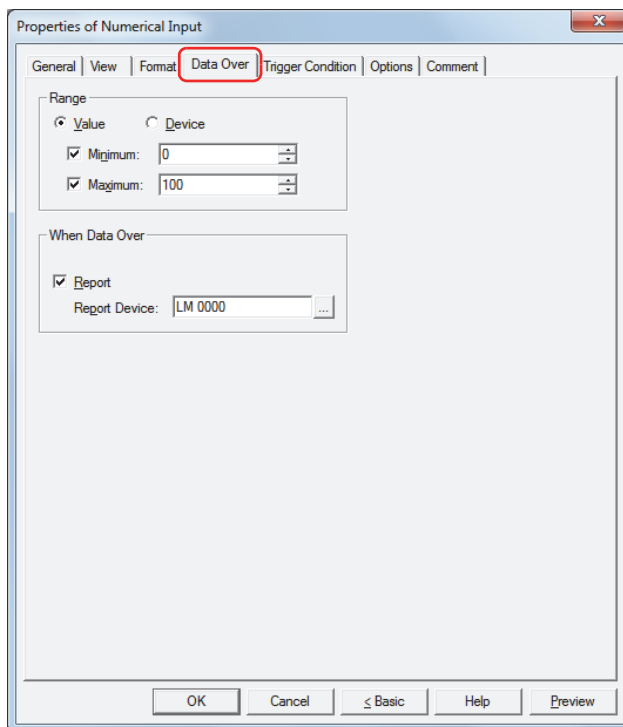 Properties of Numerical Input
General View Format Data Over Trigger Condition Options Comment
Range
Value Device
Minimum: 0
Maximum: 100
When Data Over
Report
Report Device: LM 0000 ...
OK Cancel < Basic Help Preview